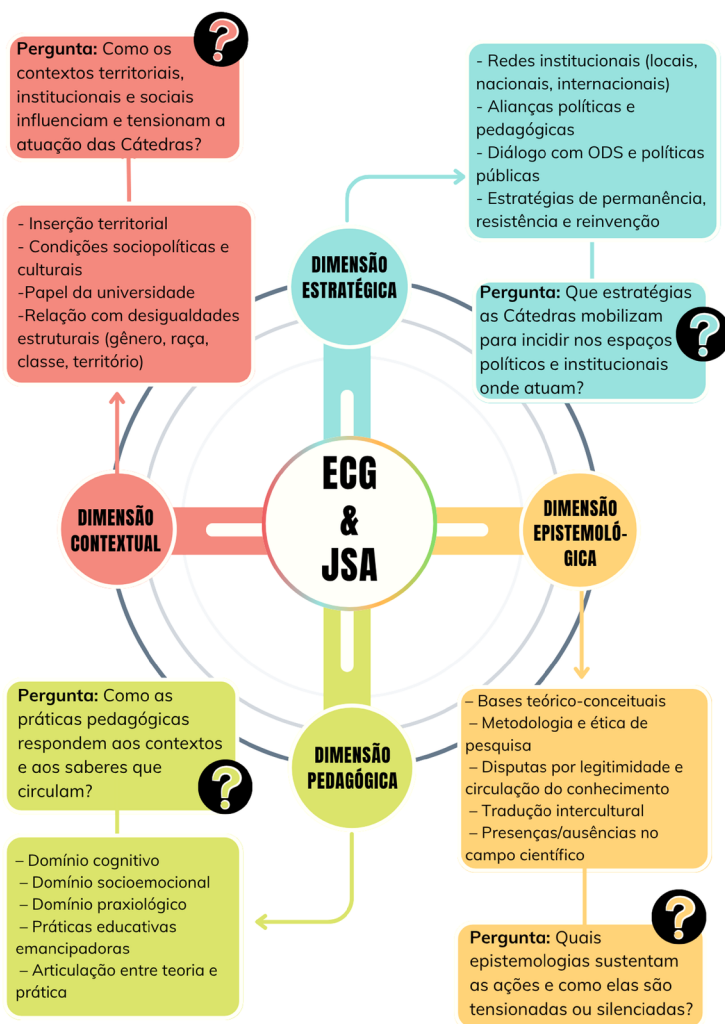 Pergunta: Como os
contextos territoriais,
institucionais e sociais
influenciam e tensionam a
atuação das Cátedras?
?
- Inserção territorial
- Condições sociopolíticas e
culturais
-Papel da universidade
-Relação com desigualdades
estruturais (gênero, raça,
classe, território)
DIMENSÃO
CONTEXTUAL
DIMENSÃO
ESTRATÉGICA
- Redes institucionais (locais,
nacionais, internacionais)
- Alianças políticas e
pedagógicas
- Diálogo com ODS e políticas
públicas
- Estratégias de permanência,
resistência e reinvenção
Pergunta: Que estratégias
as Cátedras mobilizam
para incidir nos espaços
políticos e institucionais
onde atuam?
?
ECG
&
JSA
DIMENSÃO
EPISTEMOLÓ-
GICA
– Bases teórico-conceituais
– Metodologia e ética de
pesquisa
– Disputas por legitimidade e
circulação do conhecimento
– Tradução intercultural
– Presenças/ausências no
campo científico
?
Pergunta: Quais
epistemologias sustentam
as ações e como elas são
tensionadas ou silenciadas?
DIMENSÃO
PEDAGÓGICA
Pergunta: Como as
práticas pedagógicas
respondem aos contextos
e aos saberes que
circulam?
?
– Domínio cognitivo
– Domínio socioemocional
– Domínio praxiológico
– Práticas educativas
emancipadoras
– Articulação entre teoria e
prática